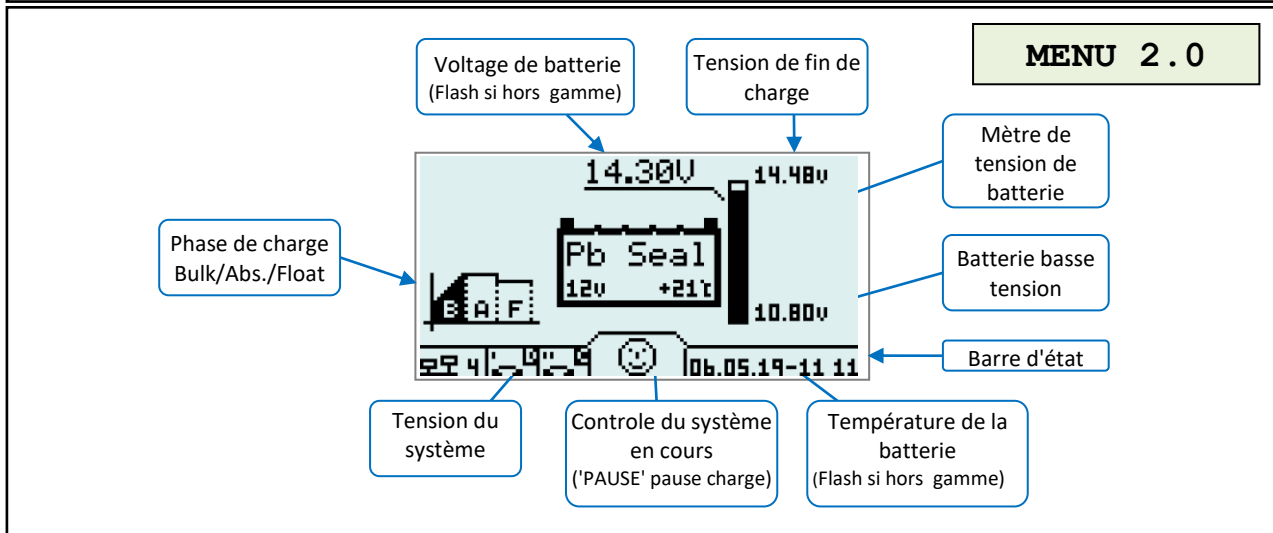 MENU 2.0
Voltage de batterie
(Flash si hors gamme)
Tension de fin de
charge
Mètre de
tension de
batterie
Phase de charge
Bulk/Abs./Float
Batterie basse
tension
Barre d'état
14.30V
14.48v
Pb Seal
12v +21℃
10.80v
B A F
4
06.05.19-11 11
Tension du
système
Controle du système
en cours
('PAUSE' pause charge)
Température de la
batterie
(Flash si hors gamme)